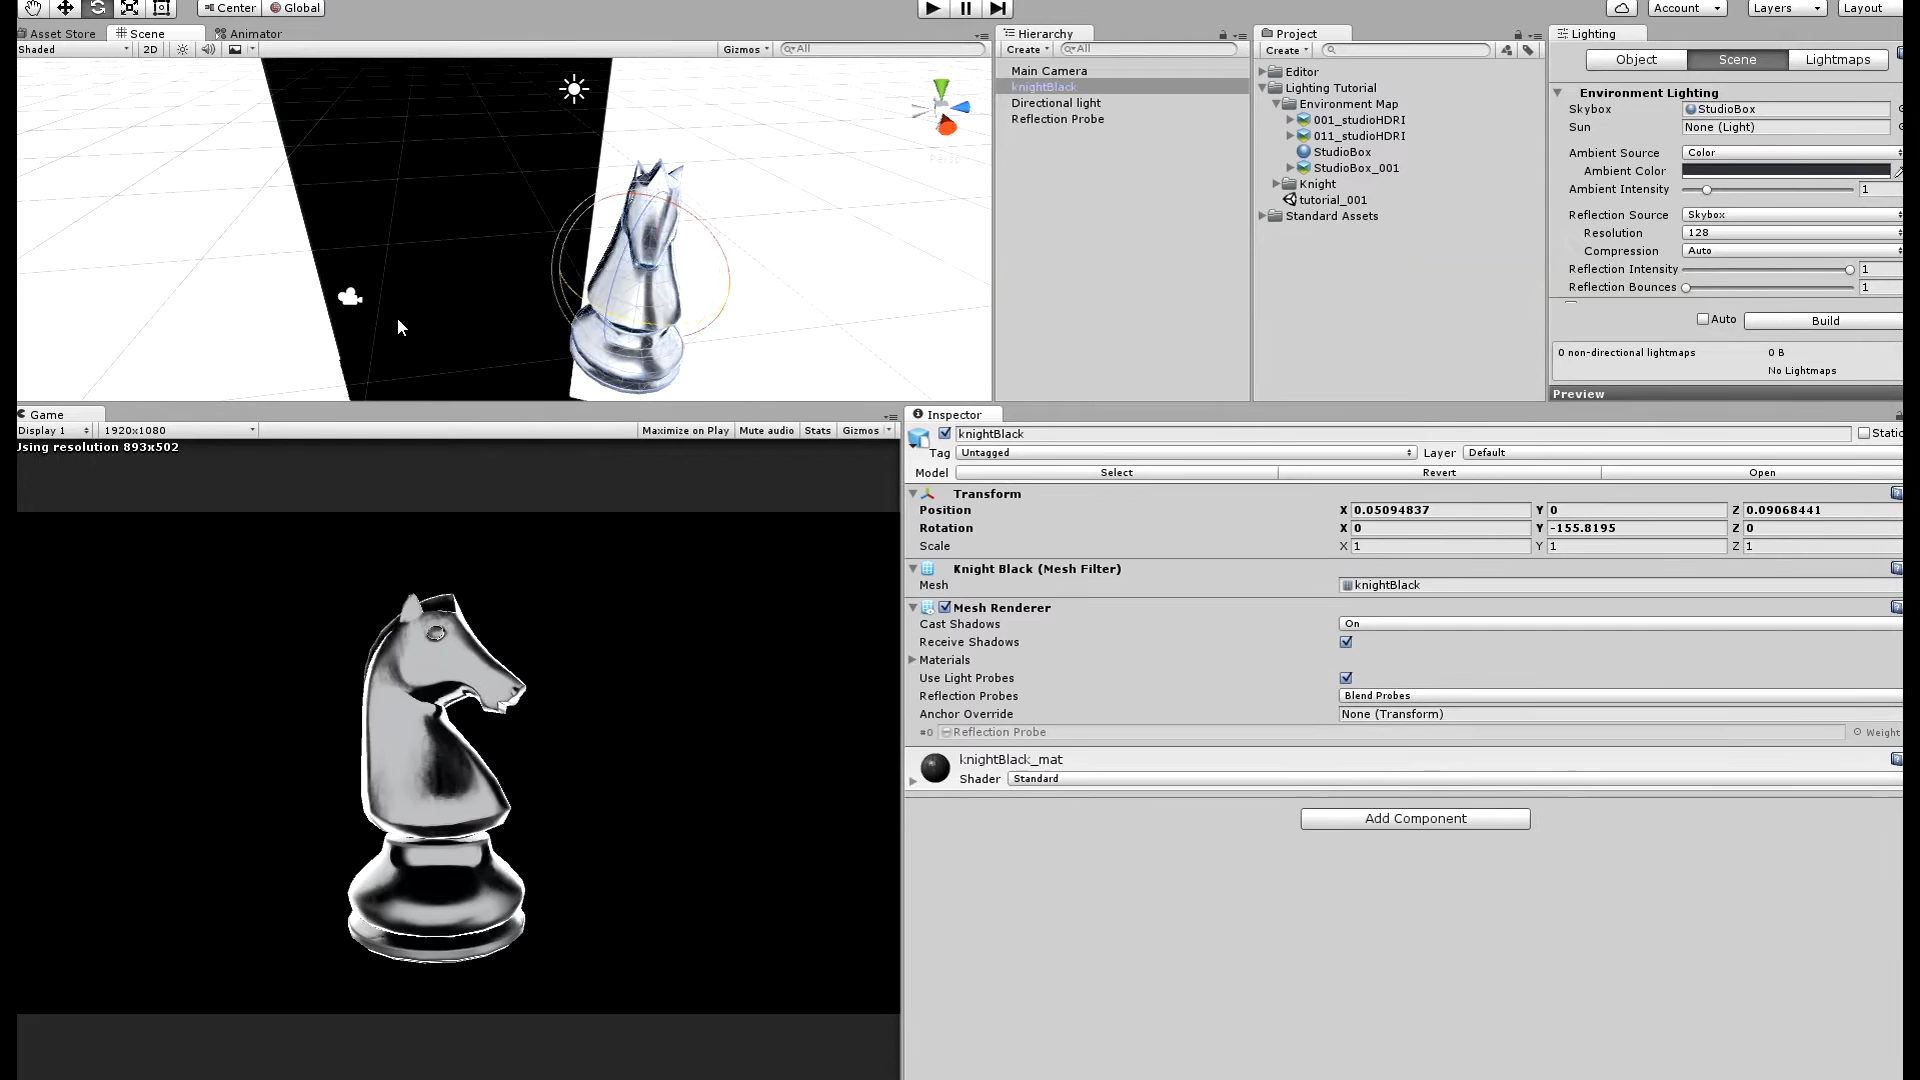 Center Global Account Layers Layout
Asset Store Scene Animator
Shaded 2D Gizmos All
Hierarchy
Create All
Main Camera
knightBlack
Directional light
Reflection Probe
Project
Create
Editor
Lighting Tutorial
Environment Map
001_studioHDRI
011_studioHDRI
StudioBox
StudioBox_001
Knight
tutorial_001
Standard Assets
Lighting
Object Scene Lightmaps
Environment Lighting
Skybox StudioBox
Sun None (Light)
Ambient Source Color
Ambient Color
Ambient Intensity 1
Reflection Source Skybox
Resolution 128
Compression Auto
Reflection Intensity 1
Reflection Bounces 1
Auto Build
0 non-directional lightmaps 0 B
No Lightmaps
Preview
Game
Display 1 1920x1080 Maximize on Play Mute audio Stats Gizmos
Using resolution 893x502
Inspector
knightBlack Static
Tag Untagged Layer Default
Model Select Revert Open
Transform
Position X 0.05094837 Y 0 Z 0.09068441
Rotation X 0 Y -155.8195 Z 0
Scale X 1 Y 1 Z 1
Knight Black (Mesh Filter)
Mesh knightBlack
Mesh Renderer
Cast Shadows On
Receive Shadows
Materials
Use Light Probes
Reflection Probes Blend Probes
Anchor Override None (Transform)
#0 Reflection Probe Weight
knightBlack_mat
Shader Standard
Add Component